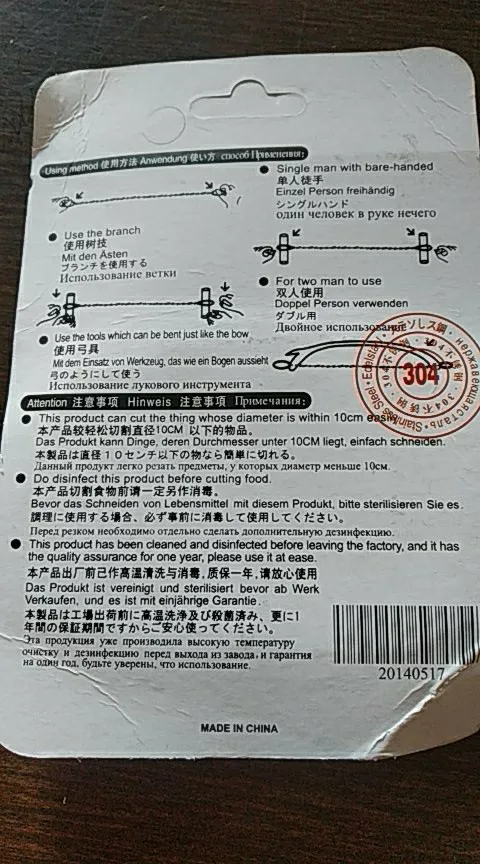 Using method 使用方法 Anwendung 使い方 способ Применения:
Single man with bare-handed
单人徒手
Einzel Person freihändig
シングルハンド
один человек в руке нечего
Use the branch
使用树技
Mit den Ästen
ブランチを使用する
Использование ветки
For two man to use
双人使用
Doppel Person verwenden
ダブル用
Двойное использование
Use the tools which can be bent just like the bow
使用弓具
Mit dem Einsatz von Werkzeug, das wie ein Bogen aussieht
弓のようにして使う
Использование лукового инструмента
304
Attention 注意事项 Hinweis 注意事项 Примечания:
This product can cut the thing whose diameter is within 10cm easily.
本产品较轻松切割直径10CM 以下的物品。
Das Produkt kann Dinge, deren Durchmesser unter 10CM liegt, einfach schneiden.
本製品は直径10センチ以下の物なら簡単に切れる。
Данный продукт легко резать предметы, у которых диаметр меньше 10см.
Do disinfect this product before cutting food.
本产品切割食物前请一定另作消毒。
Bevor das Schneiden von Lebensmittel mit diesem Produkt, bitte sterilisieren Sie es.
調理に使用する場合、必ず事前に消毒して使用してください。
Перед резком необходимо отдельно сделать дополнительную дезинфекцию.
This product has been cleaned and disinfected before leaving the factory, and it has
the quality assurance for one year, please use it at ease.
本产品出厂前已作高温清洗与消毒,质保一年,请放心使用
Das Produkt ist vereinigt und sterilisiert bevor ab Werk
Verkaufen, und es ist mit einjährige Garantie.
本製品は工場出荷前に高温洗浄及び殺菌済み、更に1
年間の保証期間ですから安心使ってください。
Эта продукция уже производила высокую температуру
очистку и дезинфекцию перед выхода из завода, и гарантия
на один год, будьте уверены, что использование.
20140517
MADE IN CHINA